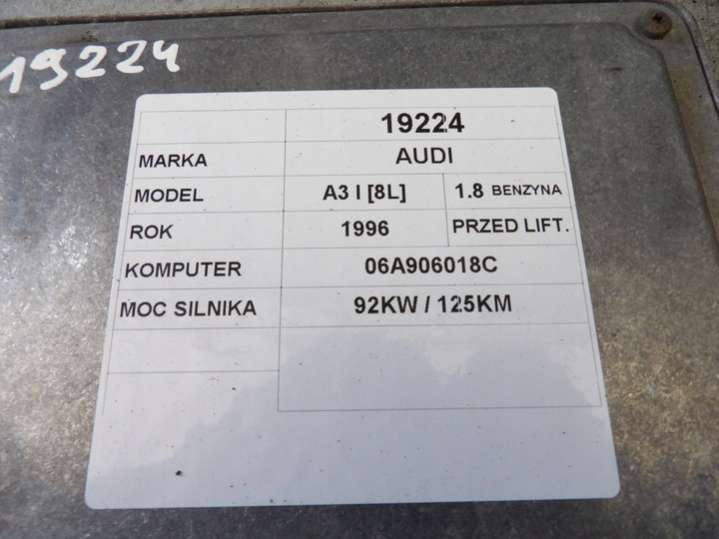 19224
19224
MARKA AUDI
MODEL A3 I [8L] 1.8 BENZYNA
ROK 1996 PRZED LIFT.
KOMPUTER 06A906018C
MOC SILNIKA 92KW / 125KM